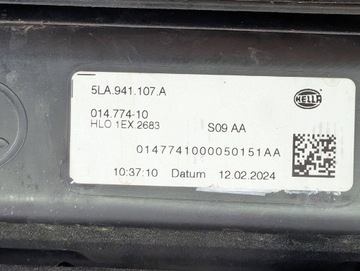 5LA.941.107.A
HELLA
014.774-10
HLO 1EX.2683
S09 AA
0147741000050151AA
10:37:10 Datum 12.02.2024